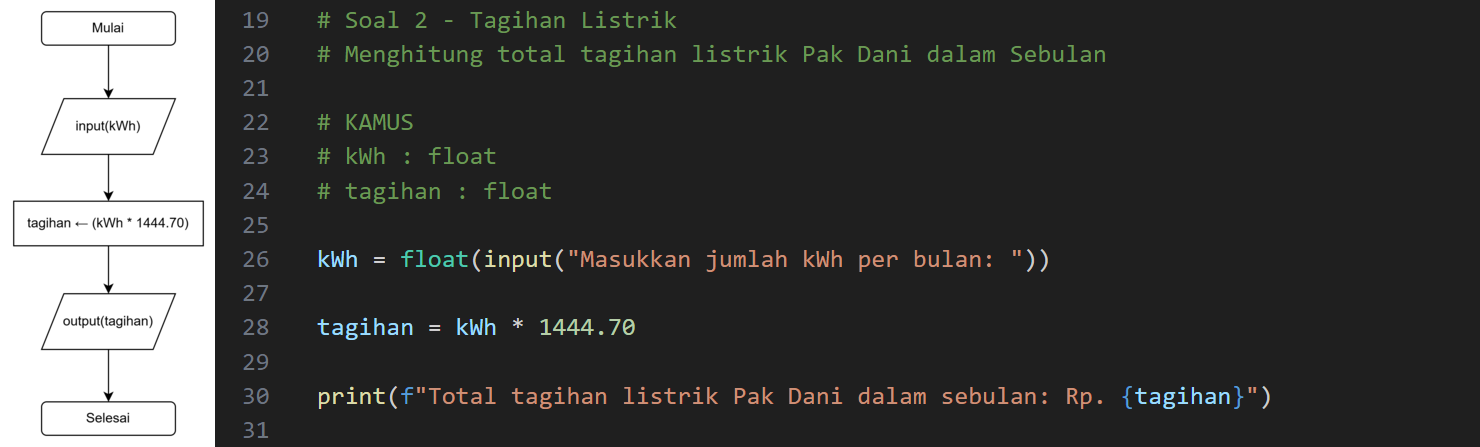 Mulai
input(kWh)
tagihan ← (kWh * 1444.70)
output(tagihan)
Selesai
19 # Soal 2 - Tagihan Listrik
20 # Menghitung total tagihan listrik Pak Dani dalam Sebulan
21
22 # KAMUS
23 # kWh : float
24 # tagihan : float
25
26 kWh = float(input("Masukkan jumlah kWh per bulan: "))
27
28 tagihan = kWh * 1444.70
29
30 print(f"Total tagihan listrik Pak Dani dalam sebulan: Rp. {tagihan}")
31